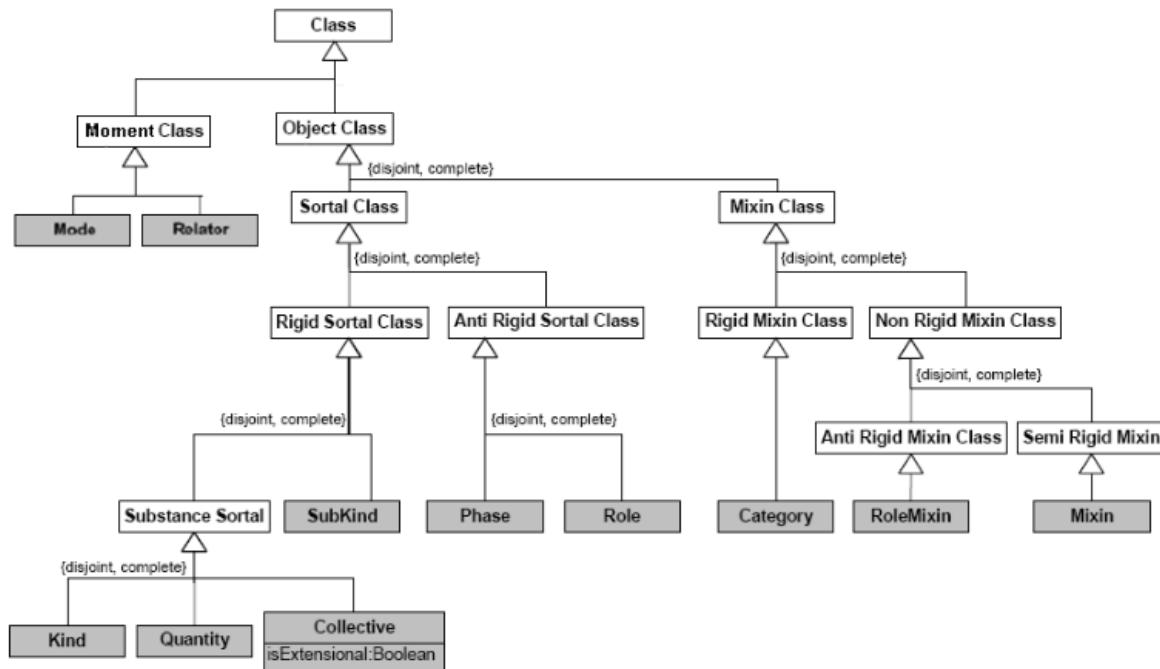 Class
Moment Class
Object Class
{disjoint, complete}
Mode
Relator
Sortal Class
Mixin Class
{disjoint, complete}
{disjoint, complete}
Rigid Sortal Class
Anti Rigid Sortal Class
Rigid Mixin Class
Non Rigid Mixin Class
{disjoint, complete}
{disjoint, complete}
{disjoint, complete}
Anti Rigid Mixin Class
Semi Rigid Mixin
Substance Sortal
SubKind
Phase
Role
Category
RoleMixin
Mixin
{disjoint, complete}
Kind
Quantity
Collective
isExtensional:Boolean